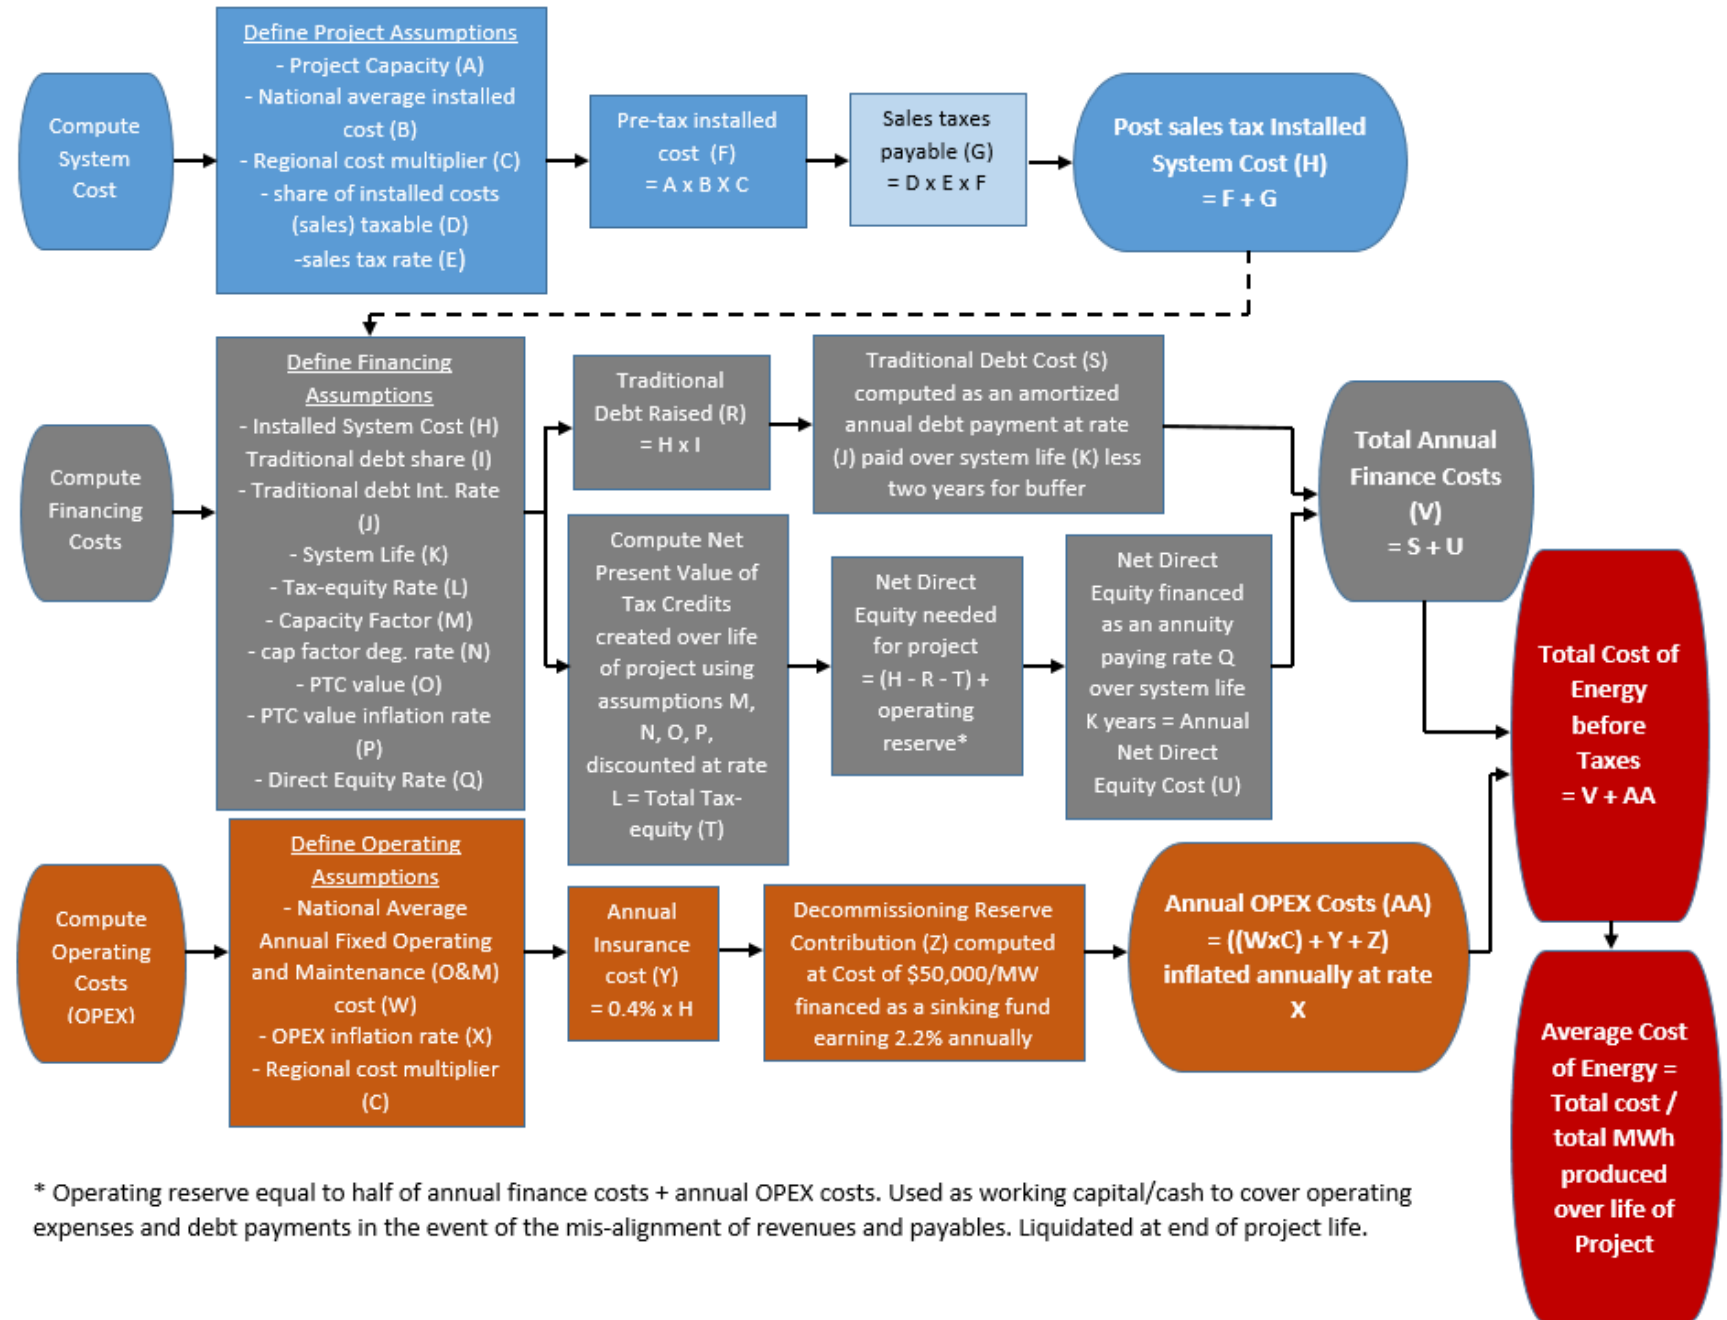 Compute
System
Cost
Define Project Assumptions
- Project Capacity (A)
- National average installed
cost (B)
- Regional cost multiplier (C)
- share of installed costs
(sales) taxable (D)
-sales tax rate (E)
Pre-tax installed
cost  (F)
= A x B X C
Sales taxes
payable (G)
= D x E x F
Post sales tax Installed
System Cost (H)
= F + G
Compute
Financing
Costs
Define Financing
Assumptions
- Installed System Cost (H)
Traditional debt share (I)
- Traditional debt Int. Rate
(J)
- System Life (K)
- Tax-equity Rate (L)
- Capacity Factor (M)
- cap factor deg. rate (N)
- PTC value (O)
- PTC value inflation rate
(P)
- Direct Equity Rate (Q)
Traditional
Debt Raised (R)
= H x I
Traditional Debt Cost (S)
computed as an amortized
annual debt payment at rate
(J) paid over system life (K) less
two years for buffer
Compute Net
Present Value of
Tax Credits
created over life
of project using
assumptions M,
N, O, P,
discounted at rate
L = Total Tax-
equity (T)
Net Direct
Equity needed
for project
= (H - R - T) +
operating
reserve*
Net Direct
Equity financed
as an annuity
paying rate Q
over system life
K years = Annual
Net Direct
Equity Cost (U)
Total Annual
Finance Costs
(V)
= S + U
Compute
Operating
Costs
(OPEX)
Define Operating
Assumptions
- National Average
Annual Fixed Operating
and Maintenance (O&M)
cost (W)
- OPEX inflation rate (X)
- Regional cost multiplier
(C)
Annual
Insurance
cost (Y)
= 0.4% x H
Decommissioning Reserve
Contribution (Z) computed
at Cost of $50,000/MW
financed as a sinking fund
earning 2.2% annually
Annual OPEX Costs (AA)
= ((WxC) + Y + Z)
inflated annually at rate
X
Total Cost of
Energy
before
Taxes
= V + AA
Average Cost
of Energy =
Total cost /
total MWh
produced
over life of
Project
* Operating reserve equal to half of annual finance costs + annual OPEX costs. Used as working capital/cash to cover operating
expenses and debt payments in the event of the mis-alignment of revenues and payables. Liquidated at end of project life.